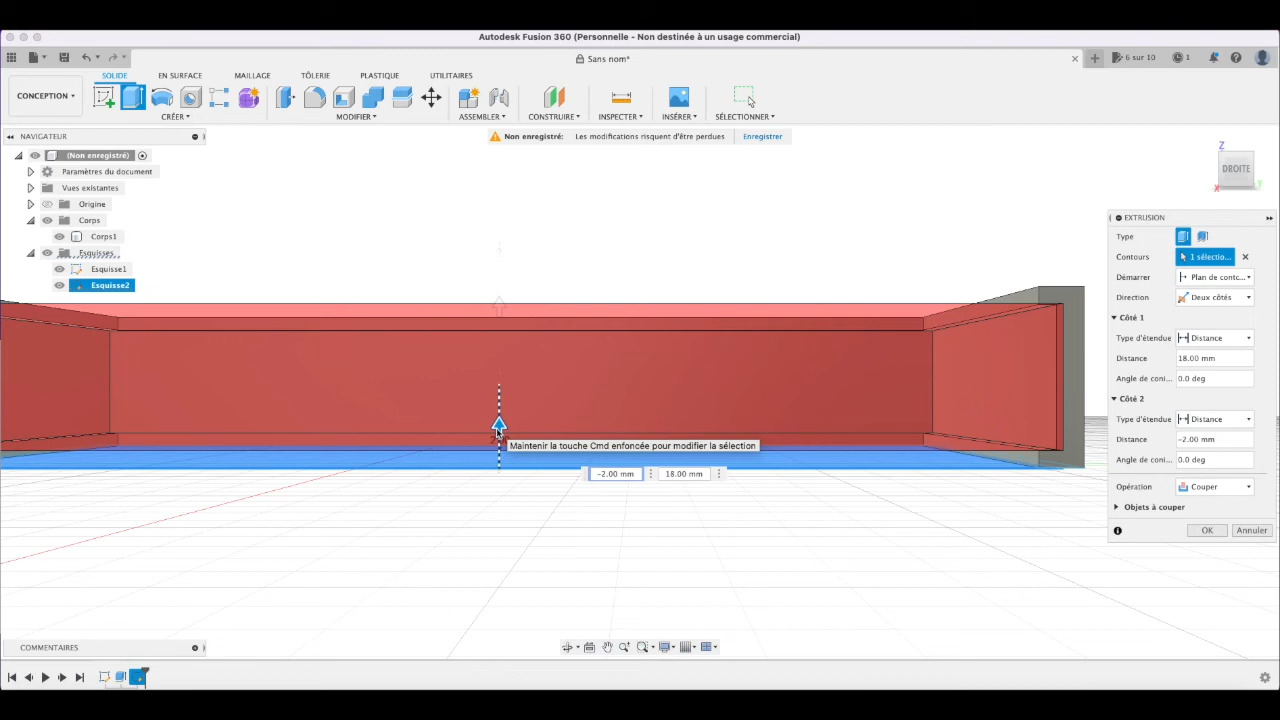 Autodesk Fusion 360 (Personnelle - Non destinée à un usage commercial)
Sans nom*
6 sur 10
1
CONCEPTION
SOLIDE
EN SURFACE
MAILLAGE
TÔLERIE
PLASTIQUE
UTILITAIRES
CRÉER
MODIFIER
ASSEMBLER
CONSTRUIRE
INSPECTER
INSÉRER
SÉLECTIONNER
NAVIGATEUR
Non enregistré:
Les modifications risquent d'être perdues
Enregistrer
(Non enregistré)
Paramètres du document
Vues existantes
Origine
Corps
Corps1
Esquisses
Esquisse1
Esquisse2
Z
DROITE
X
Y
EXTRUSION
Type
Contours
1 sélectio...
Démarrer
Plan de contc...
Direction
Deux côtés
Côté 1
Type d'étendue
Distance
Distance
18.00 mm
Angle de coni...
0.0 deg
Côté 2
Type d'étendue
Distance
Distance
-2.00 mm
Angle de coni...
0.0 deg
Opération
Couper
Objets à couper
OK
Annuler
Maintenir la touche Cmd enfoncée pour modifier la sélection
-2.00 mm
18.00 mm
COMMENTAIRES